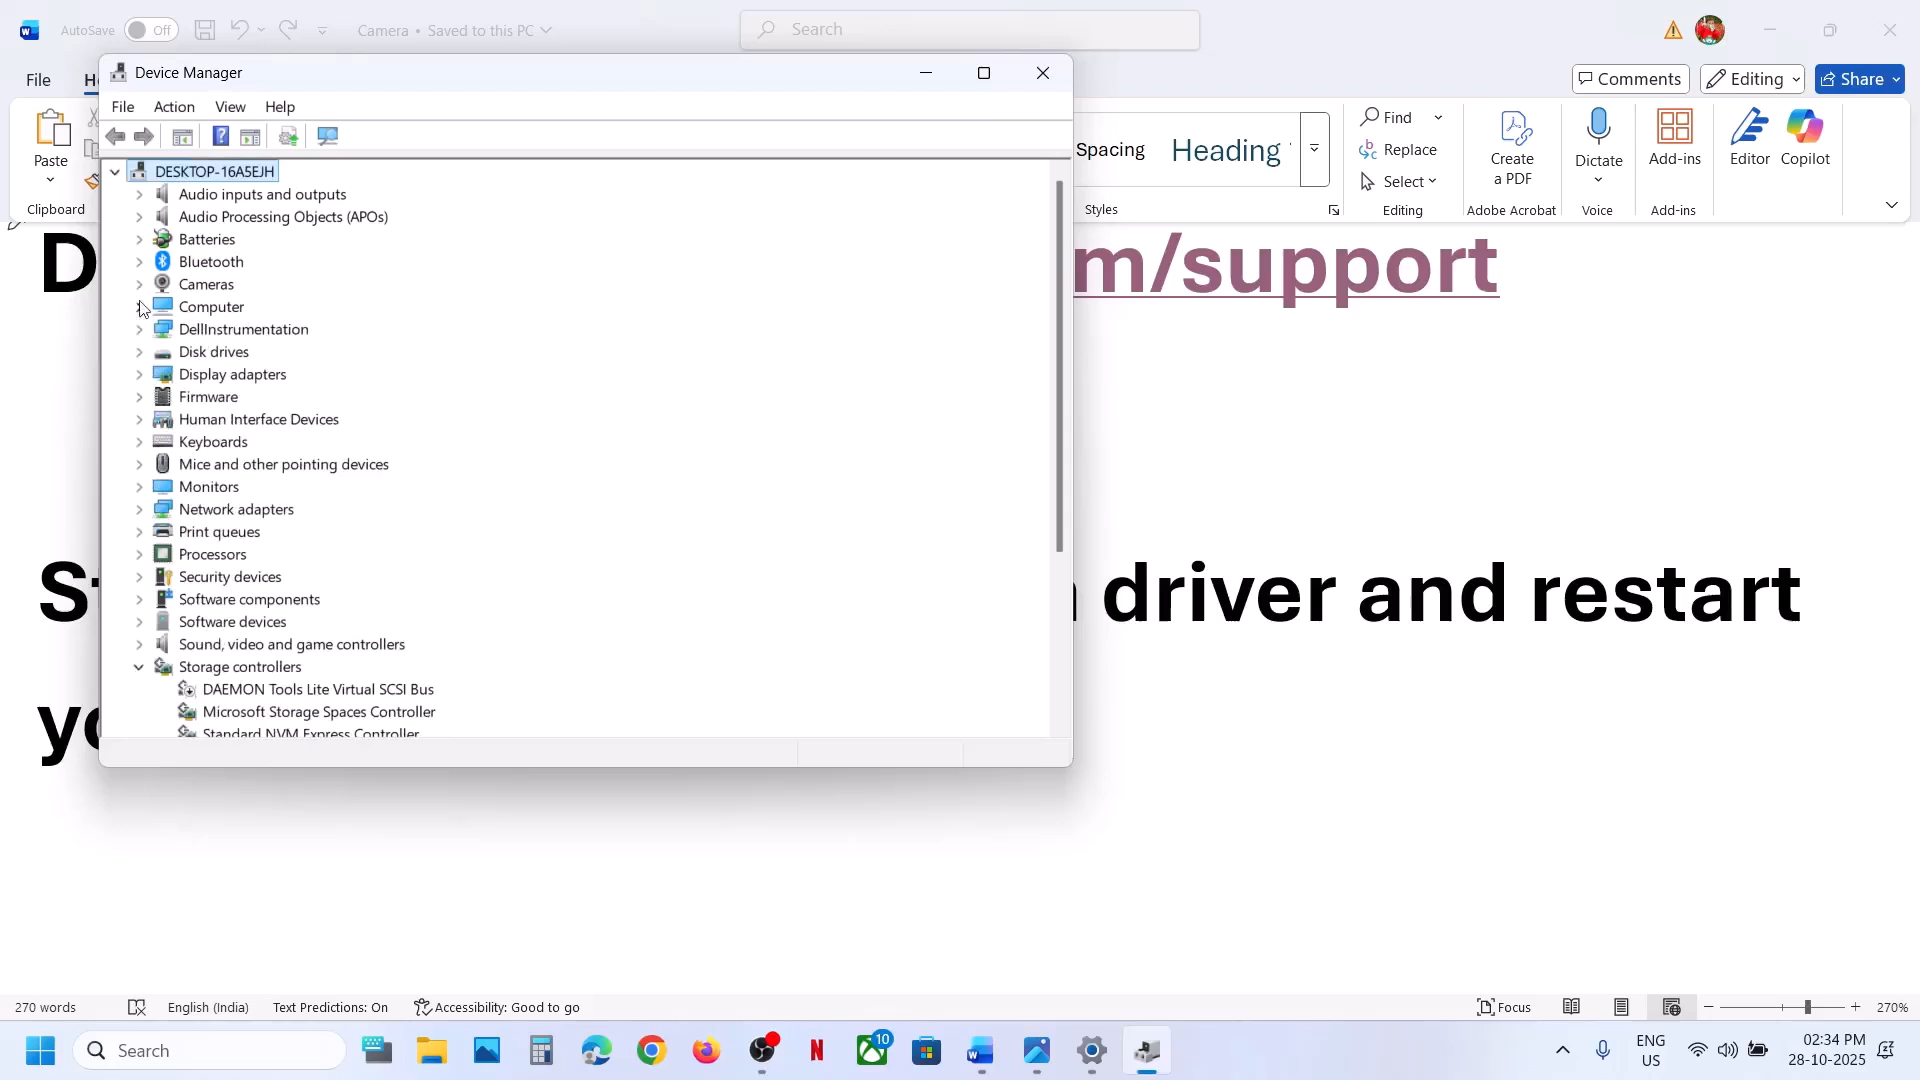 AutoSave Off Camera • Saved to this PC Search
File H Comments Editing Share
Paste
Clipboard
Spacing Heading
Styles
Find
Replace
Select
Editing
Create
a PDF
Adobe Acrobat
Dictate
Voice
Add-ins
Add-ins
Editor
Copilot
Device Manager
File Action View Help
DESKTOP-16A5EJH
Audio inputs and outputs
Audio Processing Objects (APOs)
Batteries
Bluetooth
Cameras
Computer
DellInstrumentation
Disk drives
Display adapters
Firmware
Human Interface Devices
Keyboards
Mice and other pointing devices
Monitors
Network adapters
Print queues
Processors
Security devices
Software components
Software devices
Sound, video and game controllers
Storage controllers
DAEMON Tools Lite Virtual SCSI Bus
Microsoft Storage Spaces Controller
Standard NVM Express Controller
D m/support
driver and restart
270 words English (India) Text Predictions: On Accessibility: Good to go Focus 270%
Search 10 ENG
US 02:34 PM
28-10-2025